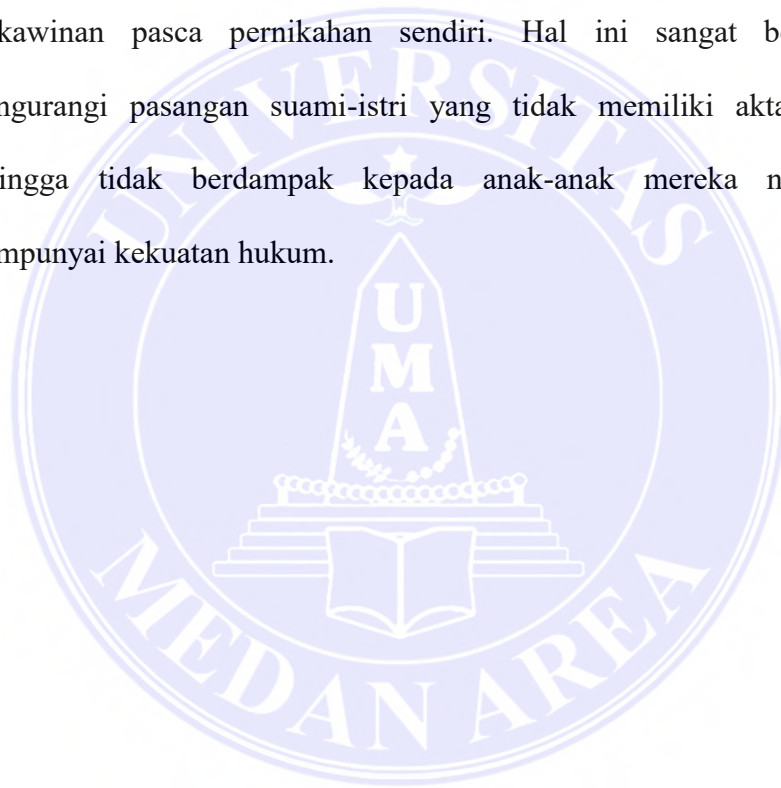 kawinan pasca pernikahan sendiri. Hal ini sangat
ngurangi pasangan suami-istri yang tidak memiliki akta
ingga tidak berdampak kepada anak-anak mereka
mpunyai kekuatan hukum.
UNIVERSITAS
U
M
A
MEDAN AREA